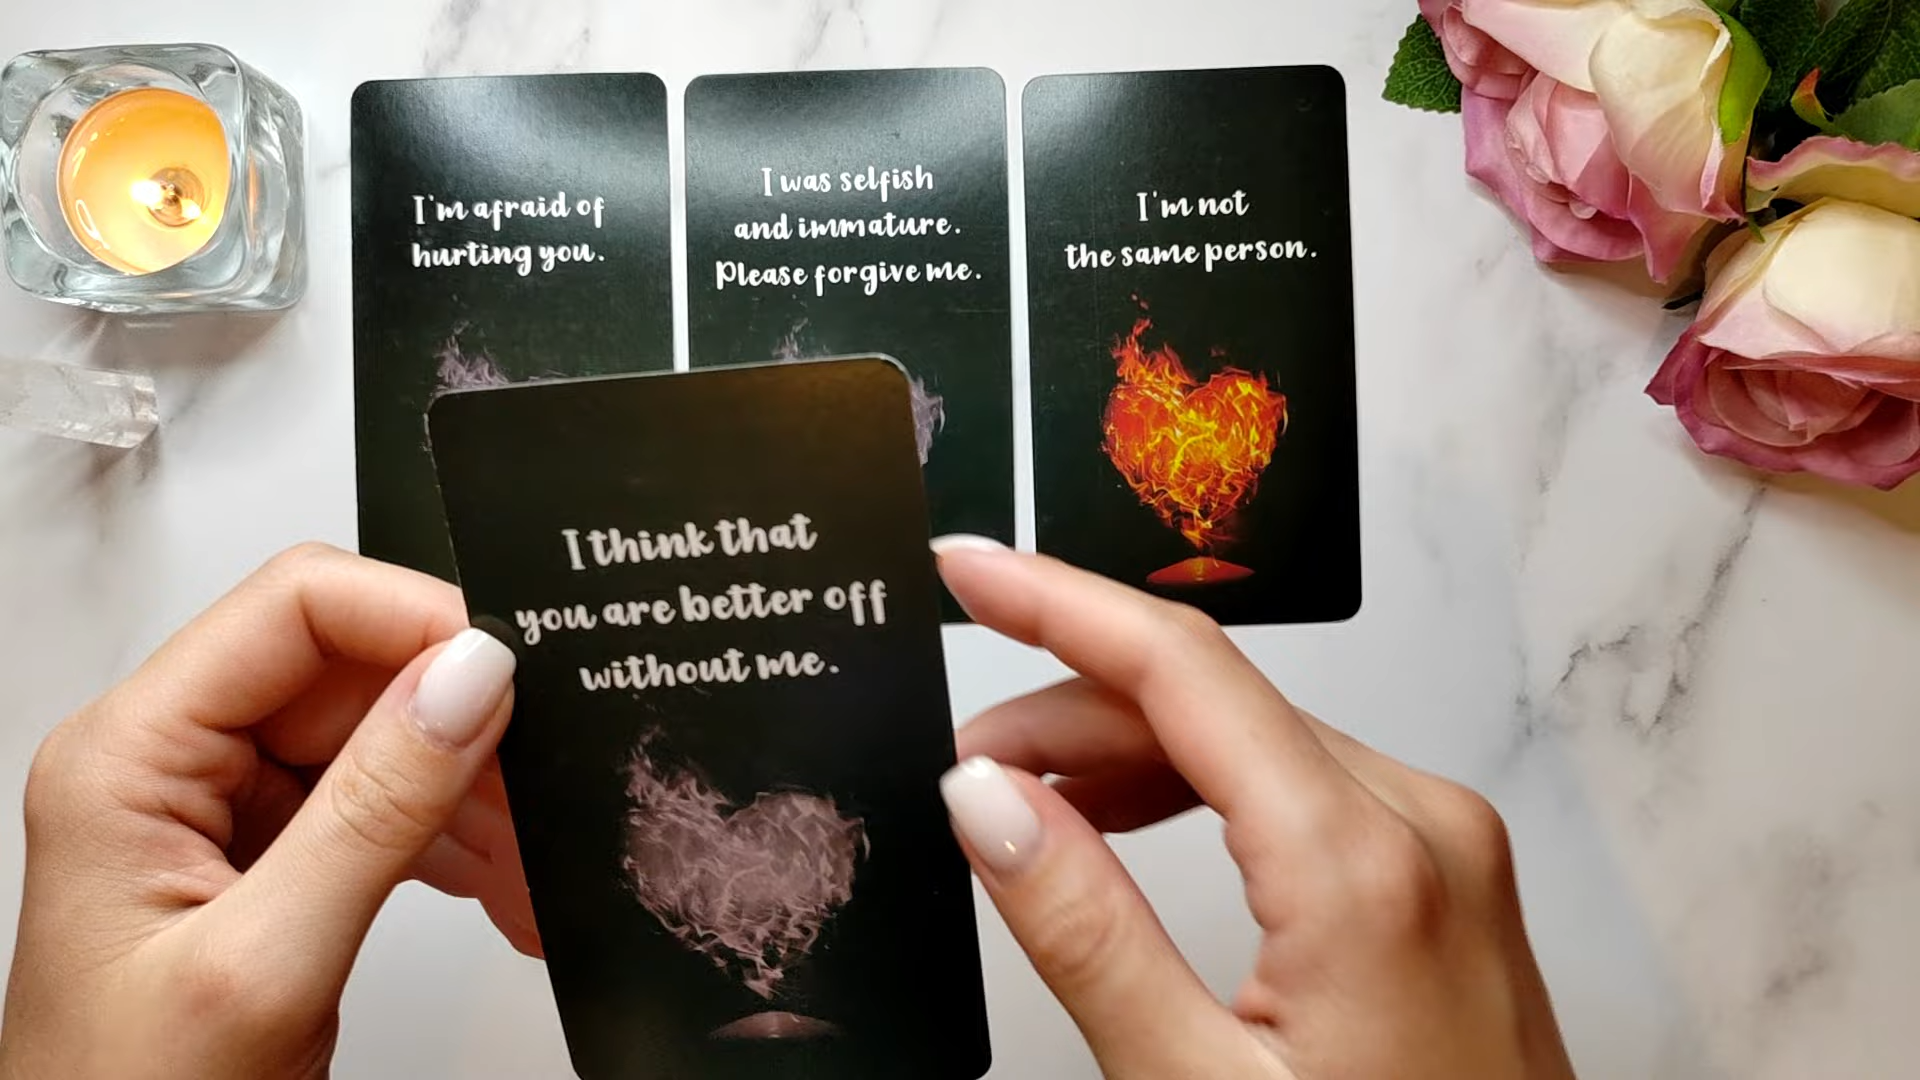 I'm afraid of
hurting you.
I was selfish
and immature.
Please forgive me.
I'm not
the same person.
I think that
you are better off
without me.